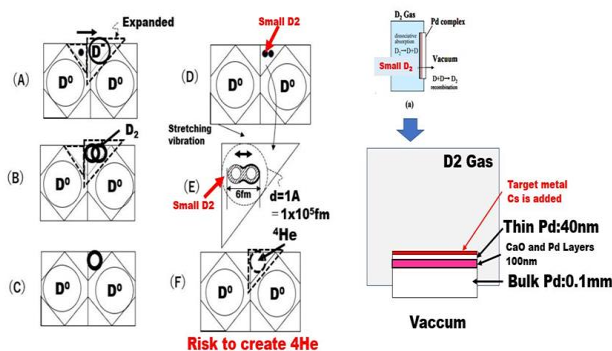 Expanded
D⁻
(A)
D⁰
D⁰
D₂
(B)
D⁰
D⁰
(C)
D⁰
D⁰
Small D2
(D)
D⁰
D⁰
Stretching
vibration
(E)
Small D2
6fm
d=1A
=1x10⁵fm
⁴He
(F)
D⁰
D⁰
Risk to create 4He
D₂ Gas
Pd complex
dissociative
absorption
D₂→D+D
Small D₂
Vacuum
D+D→D₂
recombination
(a)
D2 Gas
Target metal
Cs is added
Thin Pd:40nm
CaO and Pd Layers
100nm
Bulk Pd:0.1mm
Vaccum